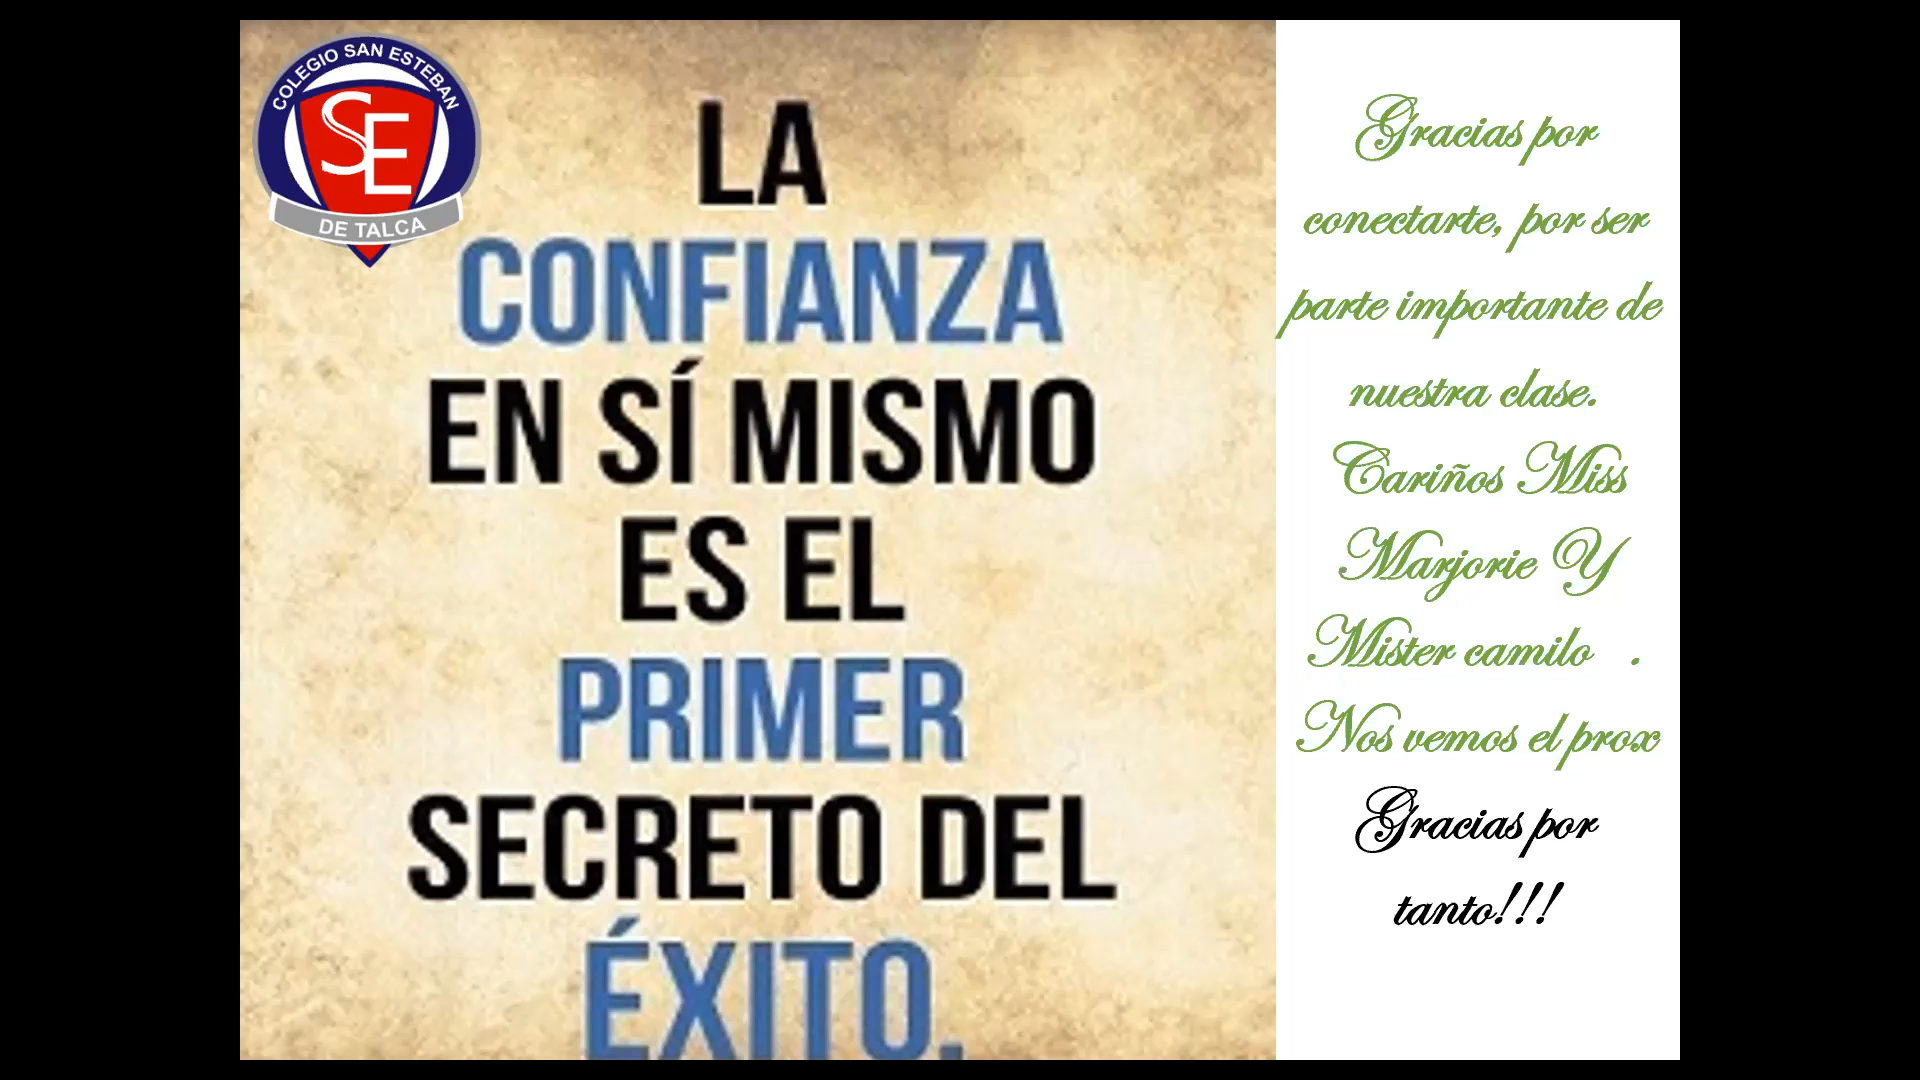 COLEGIO SAN ESTEBAN
SE
DE TALCA
LA
CONFIANZA
EN SÍ MISMO
ES EL
PRIMER
SECRETO DEL
ÉXITO.
Gracias por
conectarte, por ser
parte importante de
nuestra clase.
Cariños Miss
Marjorie Y
Mister camilo .
Nos vemos el prox
Gracias por
tanto!!!